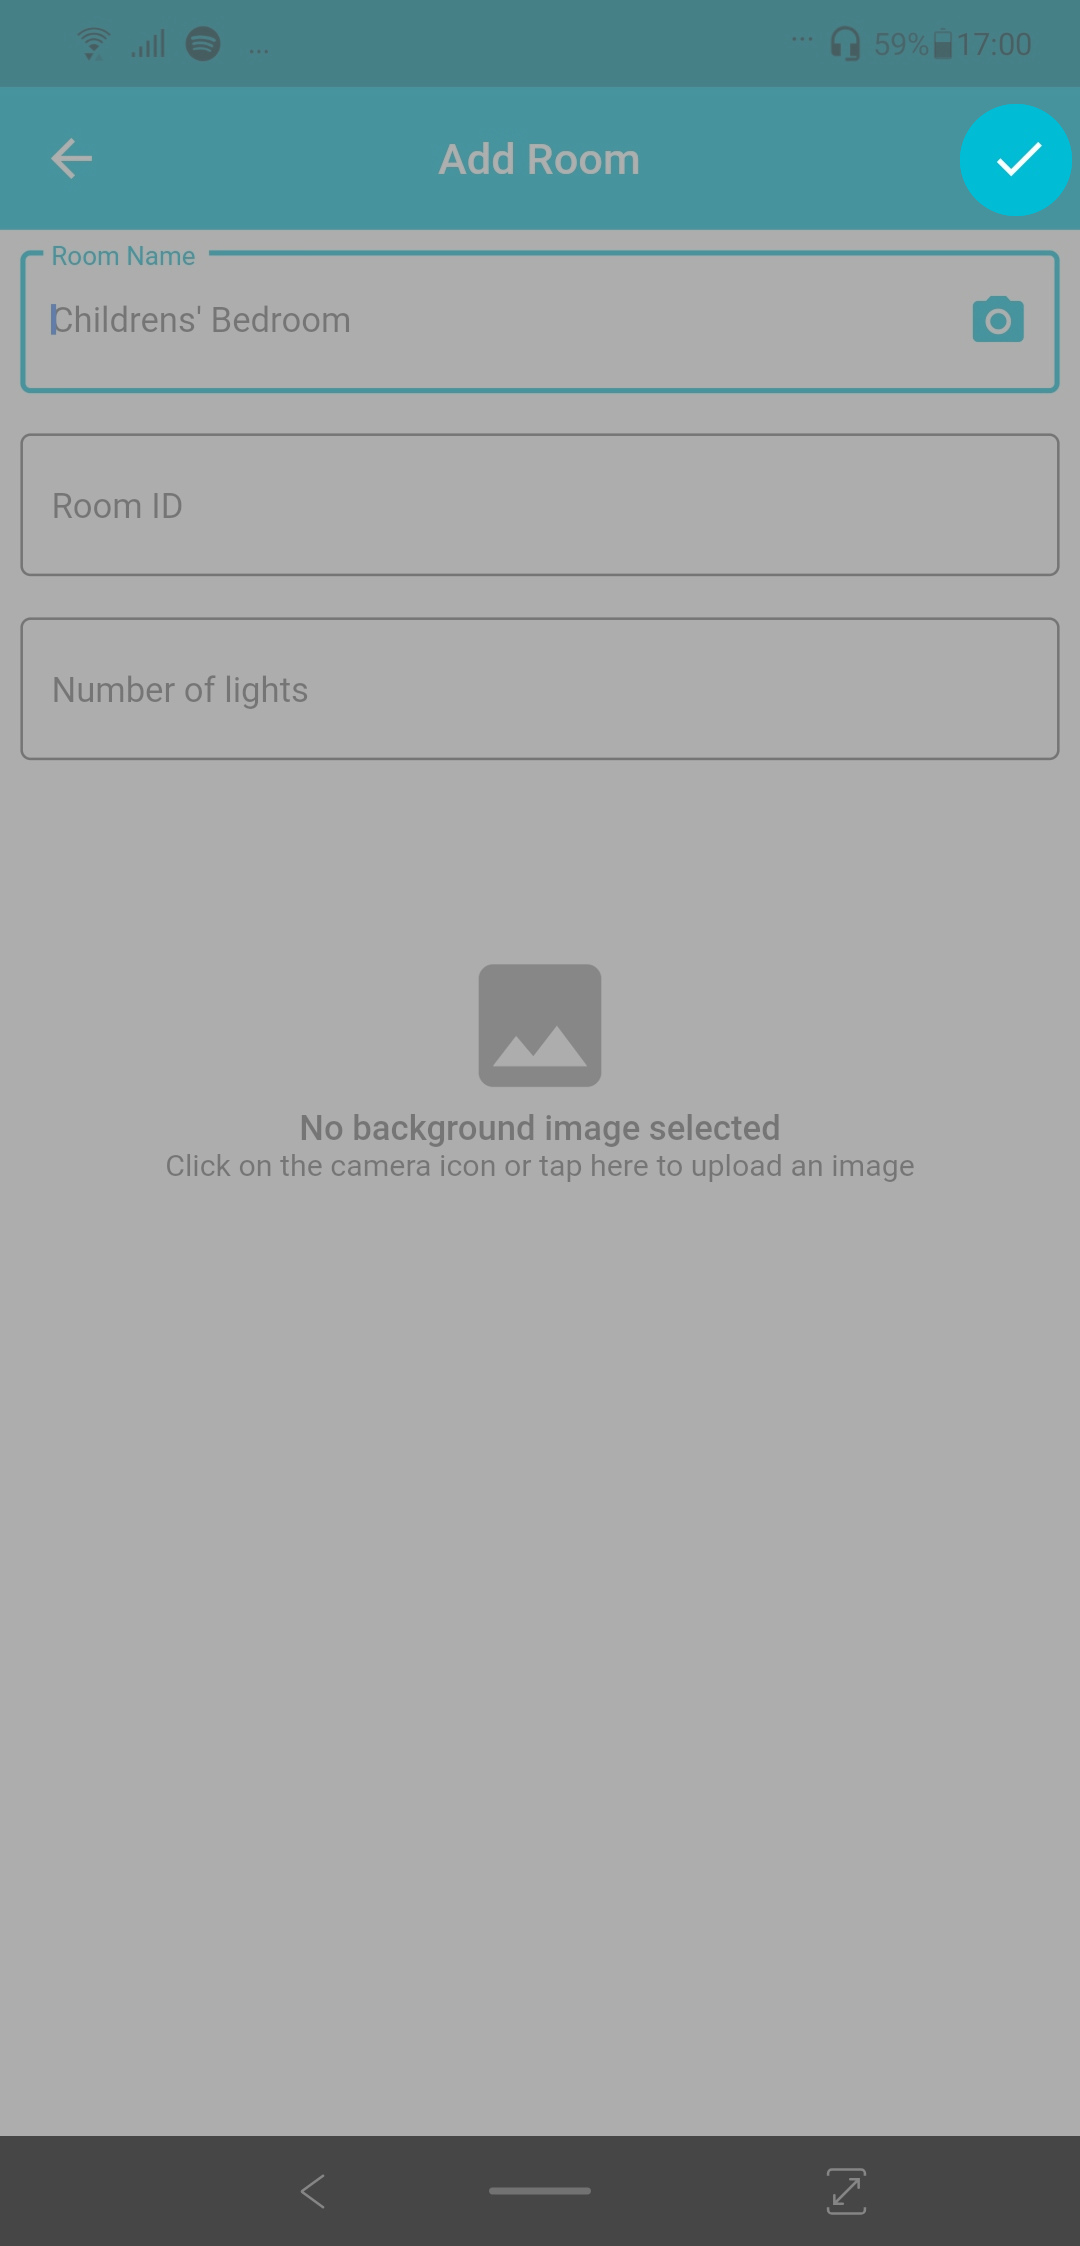 ... ... 59% 17:00
Add Room
Room Name
Childrens' Bedroom
Room ID
Number of lights
No background image selected
Click on the camera icon or tap here to upload an image